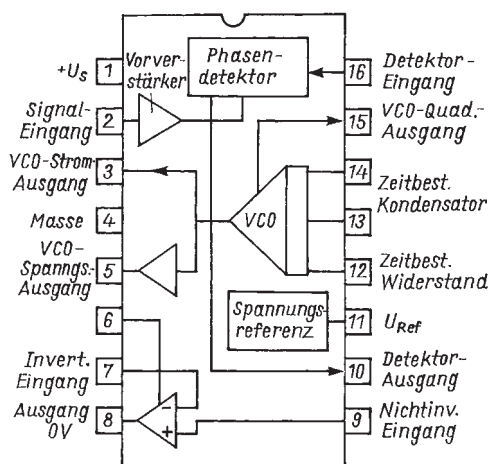 +Us
1
Signal-
Eingang
2
VCO-Strom
Ausgang
3
Masse
4
VCO-
Spanngs.-
Ausgang
5
6
Invert.
Eingang
7
Ausgang
OV
8
Vorver-
stärker
Phasen-
detektor
VCO
Spannungs-
referenz
-
+
16
Detektor-
Eingang
15
VCO-Quad.-
Ausgang
14
Zeitbest.
Kondensator
13
12
Zeitbest.
Widerstand
11
URef
10
Detektor-
Ausgang
9
Nichtinv.
Eingang